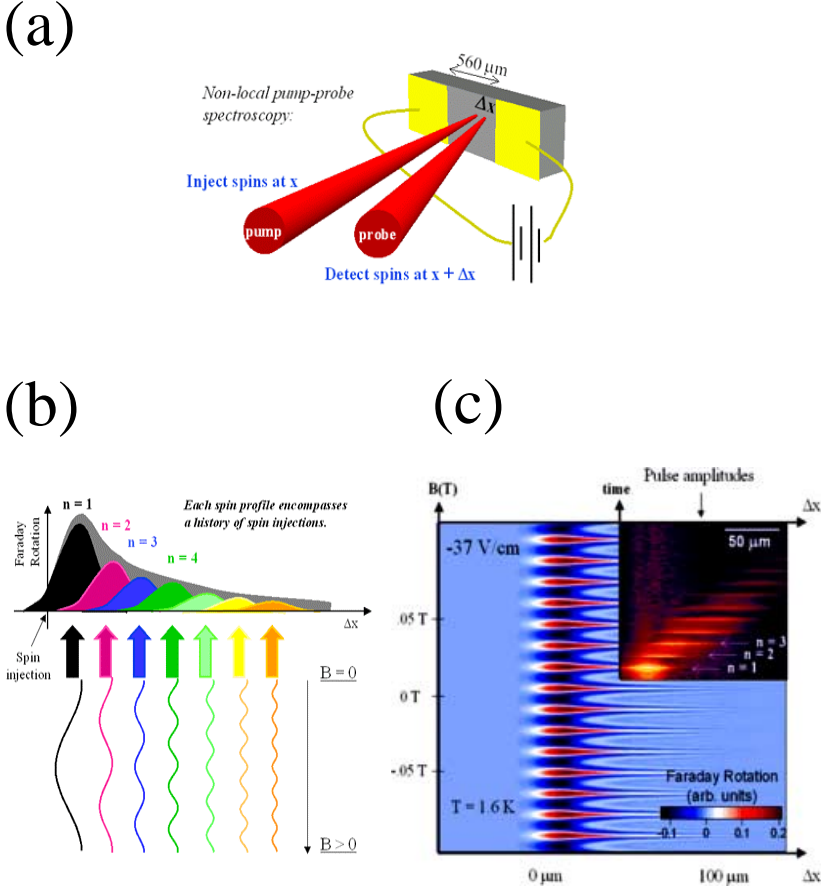 (a)
560 μm
Non-local pump-probe
spectroscopy:
Δx
Inject spins at x
pump
probe
Detect spins at x + Δx
(b)
n = 1
n = 2
n = 3
n = 4
Each spin profile encompasses
a history of spin injections.
Faraday
Rotation
Δx
Spin
injection
B = 0
B > 0
(c)
Pulse amplitudes
B(T)
time
Δx
-37 V/cm
50 μm
.05 T
n = 3
n = 2
n = 1
0 T
-.05 T
Faraday Rotation
(arb. units)
T = 1.6 K
-0.1 0 0.1 0.2
0 μm 100 μm Δx